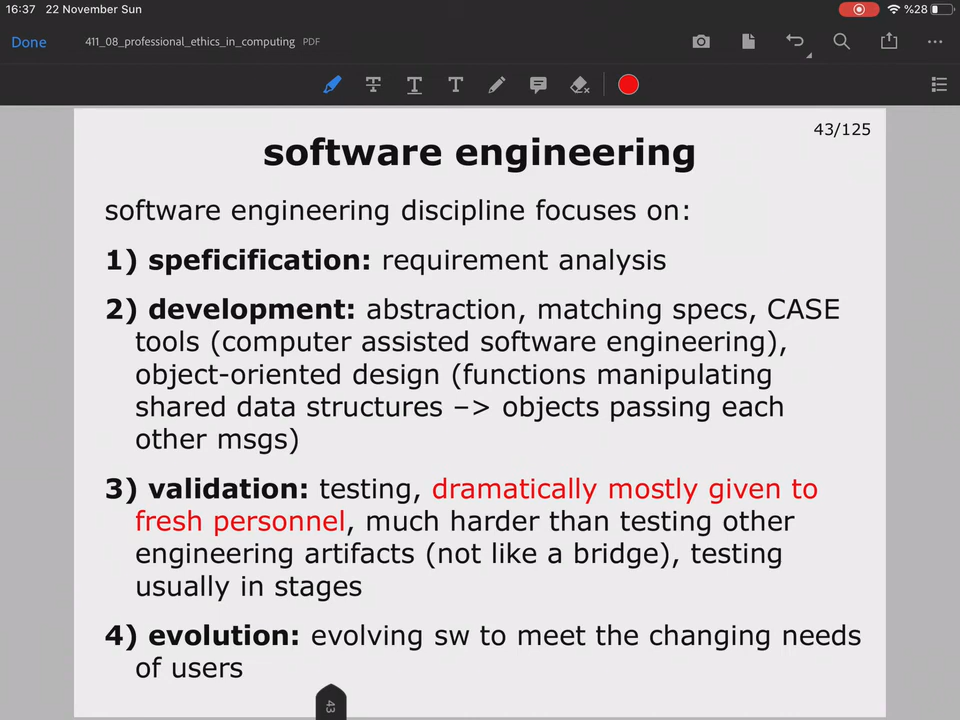 16:37 22 November Sun
%28
Done
411_08_professional_ethics_in_computing PDF
T
T
T
43/125
software engineering
software engineering discipline focuses on:
1) speficification: requirement analysis
2) development: abstraction, matching specs, CASE
tools (computer assisted software engineering),
object-oriented design (functions manipulating
shared data structures –> objects passing each
other msgs)
3) validation: testing, dramatically mostly given to
fresh personnel, much harder than testing other
engineering artifacts (not like a bridge), testing
usually in stages
4) evolution: evolving sw to meet the changing needs
of users
43